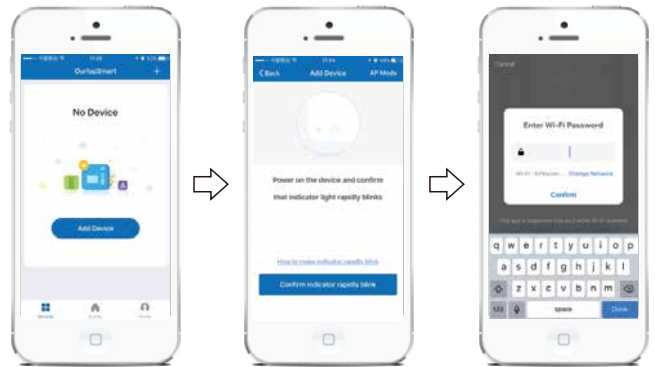 No Device
Add Device
< Back Add Device AP Mode
Power on the device and confirm
that indicator light rapidly blinks
How to make indicator rapidly blink
Confirm indicator rapidly blink
Cancel
Enter Wi-Fi Password
Change Network
Confirm
q w e r t y u i o p
a s d f g h j k l
z x c v b n m
123 space Done